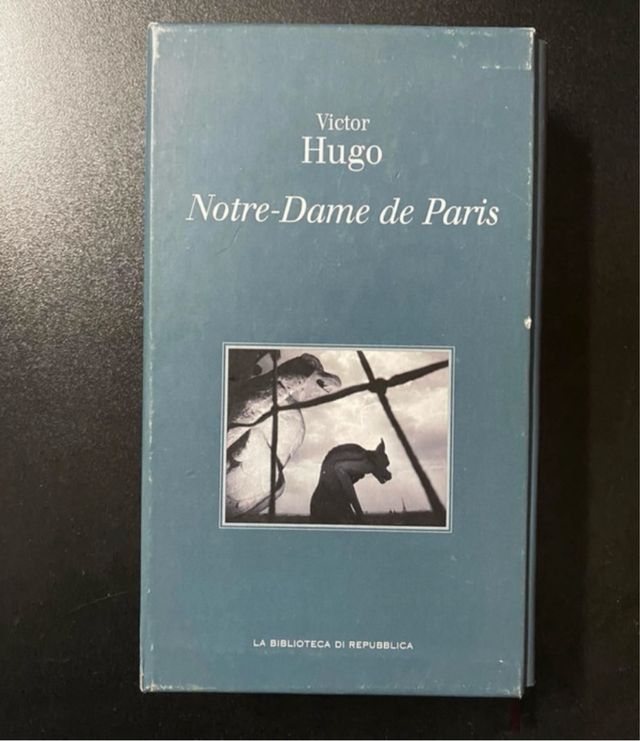 Victor
Hugo
Notre-Dame de Paris
LA BIBLIOTECA DI REPUBBLICA